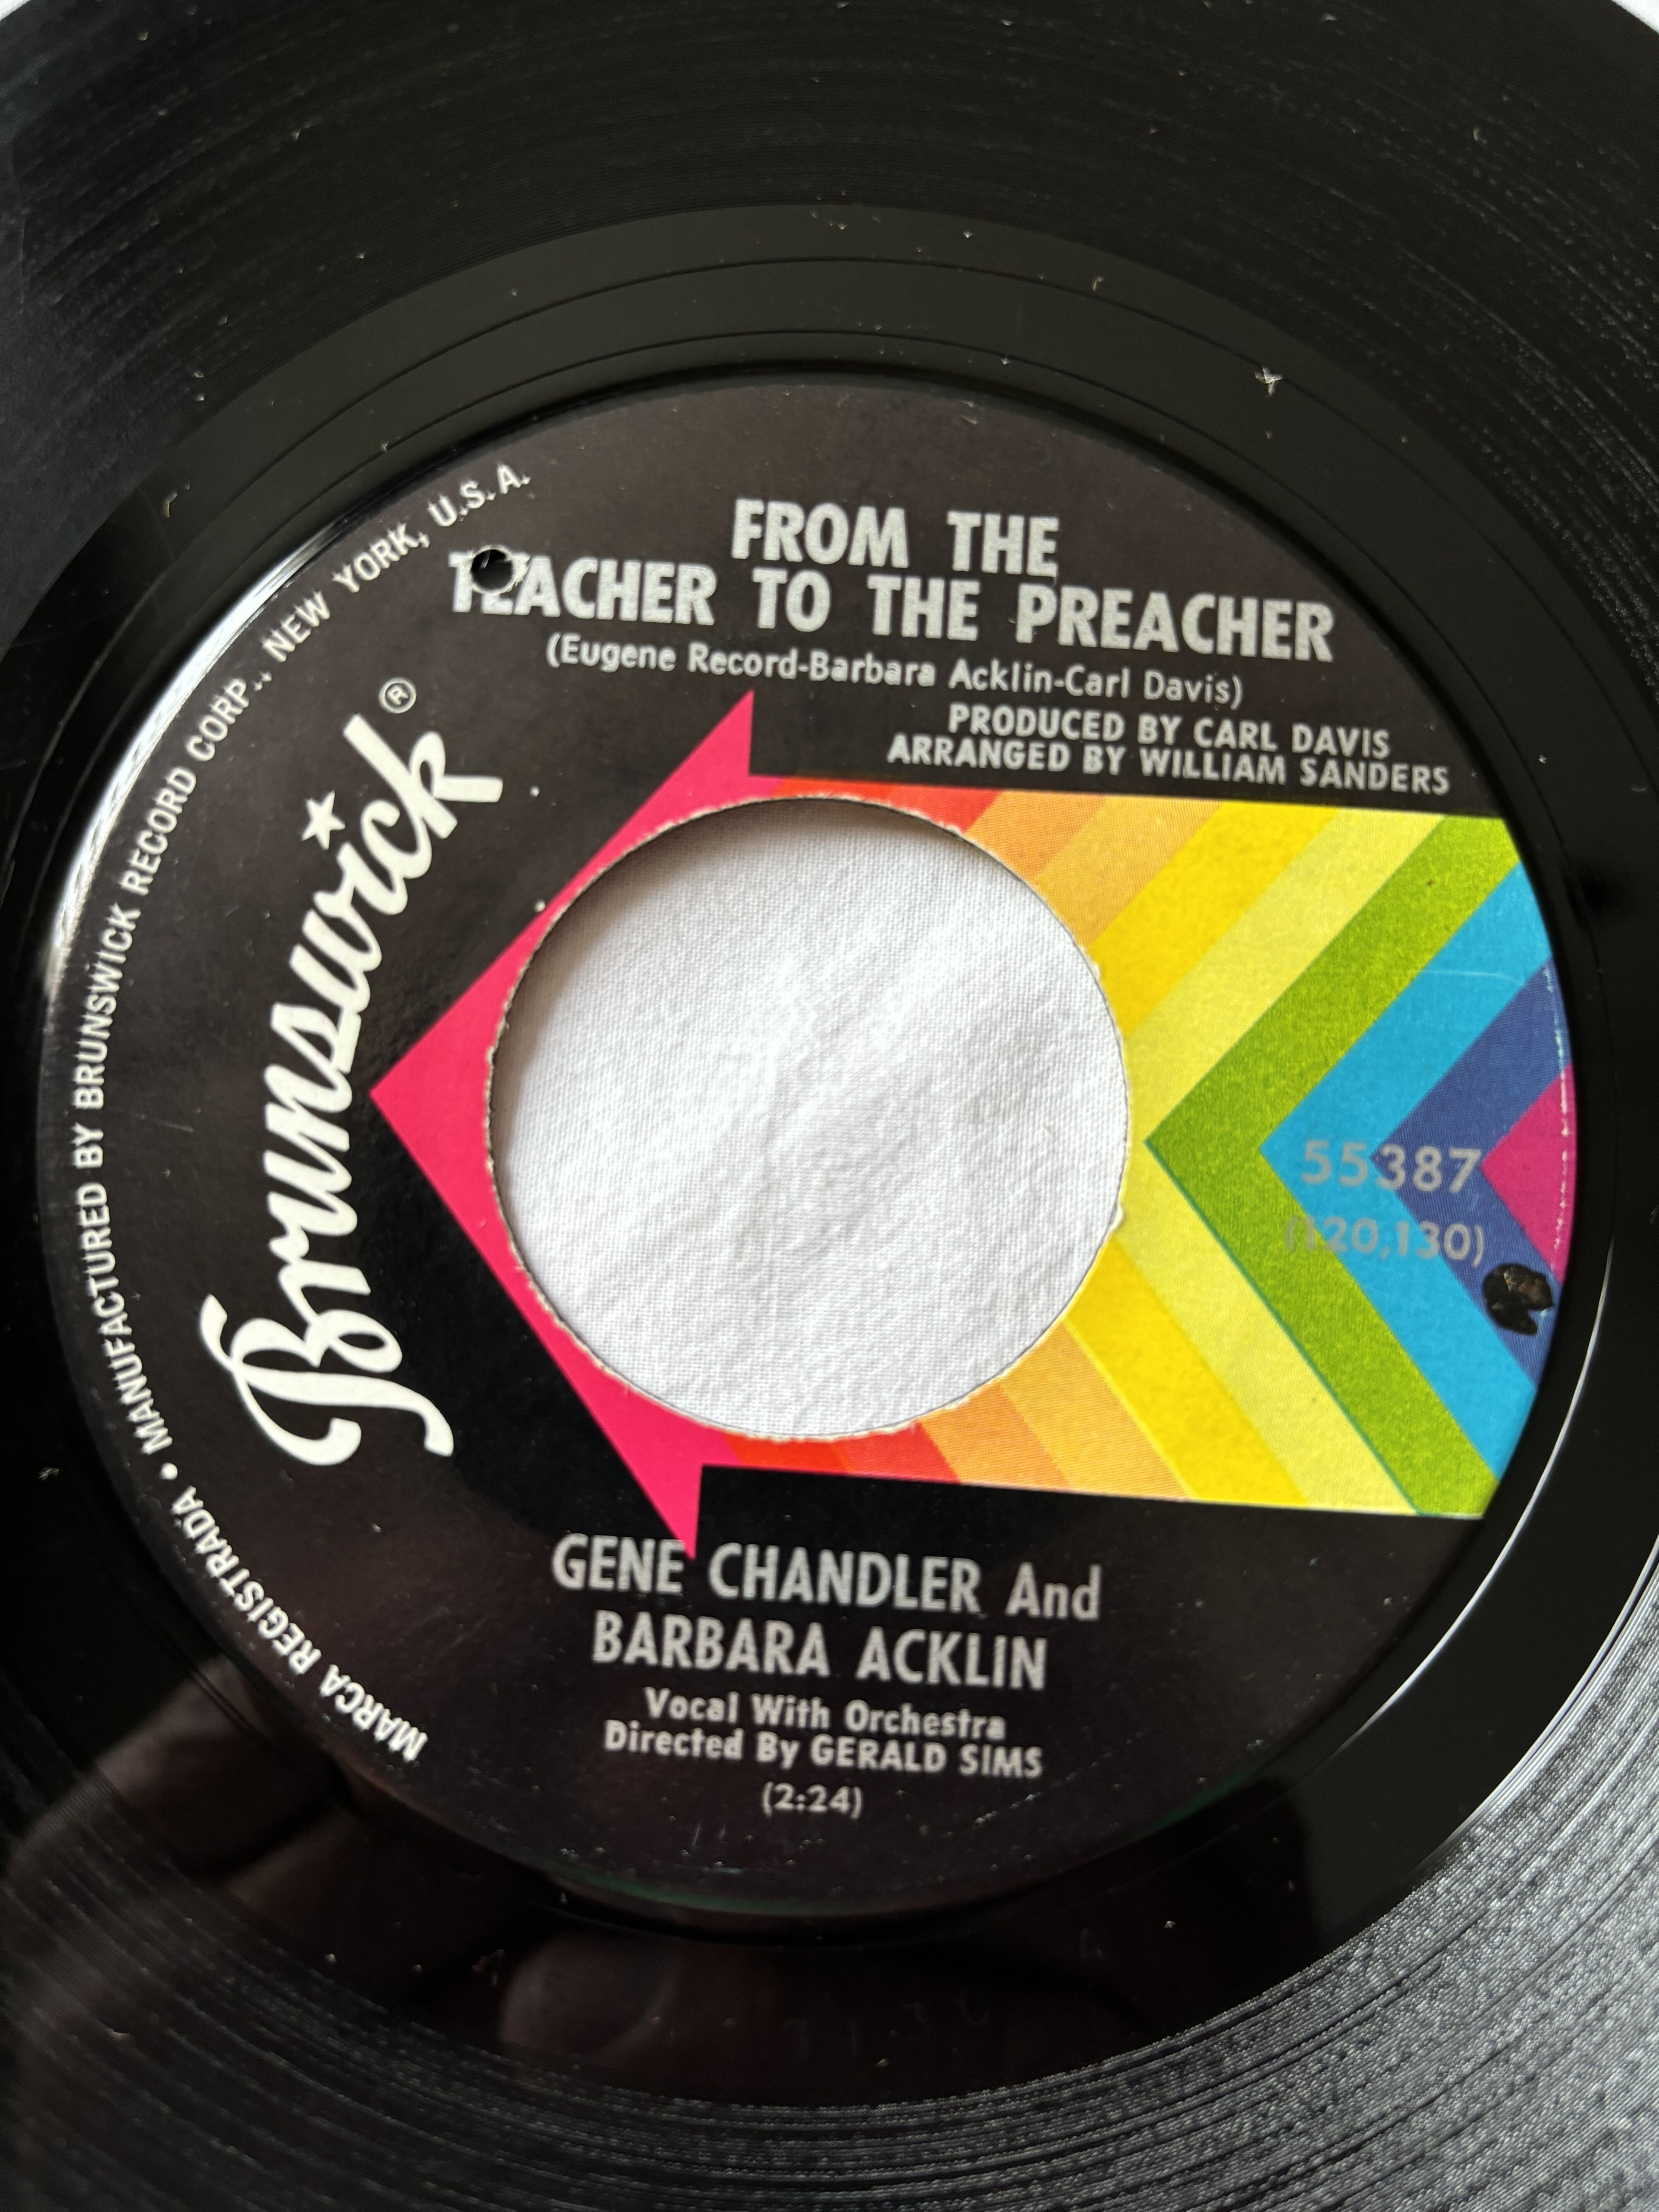 FROM THE
TEACHER TO THE PREACHER
(Eugene Record-Barbara Acklin-Carl Davis)
PRODUCED BY CARL DAVIS
ARRANGED BY WILLIAM SANDERS
Brunswick®
55387
(120,130)
GENE CHANDLER And
BARBARA ACKLIN
Vocal With Orchestra
Directed By GERALD SIMS
(2:24)
MARCA REGISTRADA • MANUFACTURED BY BRUNSWICK RECORD CORP., NEW YORK, U.S.A.